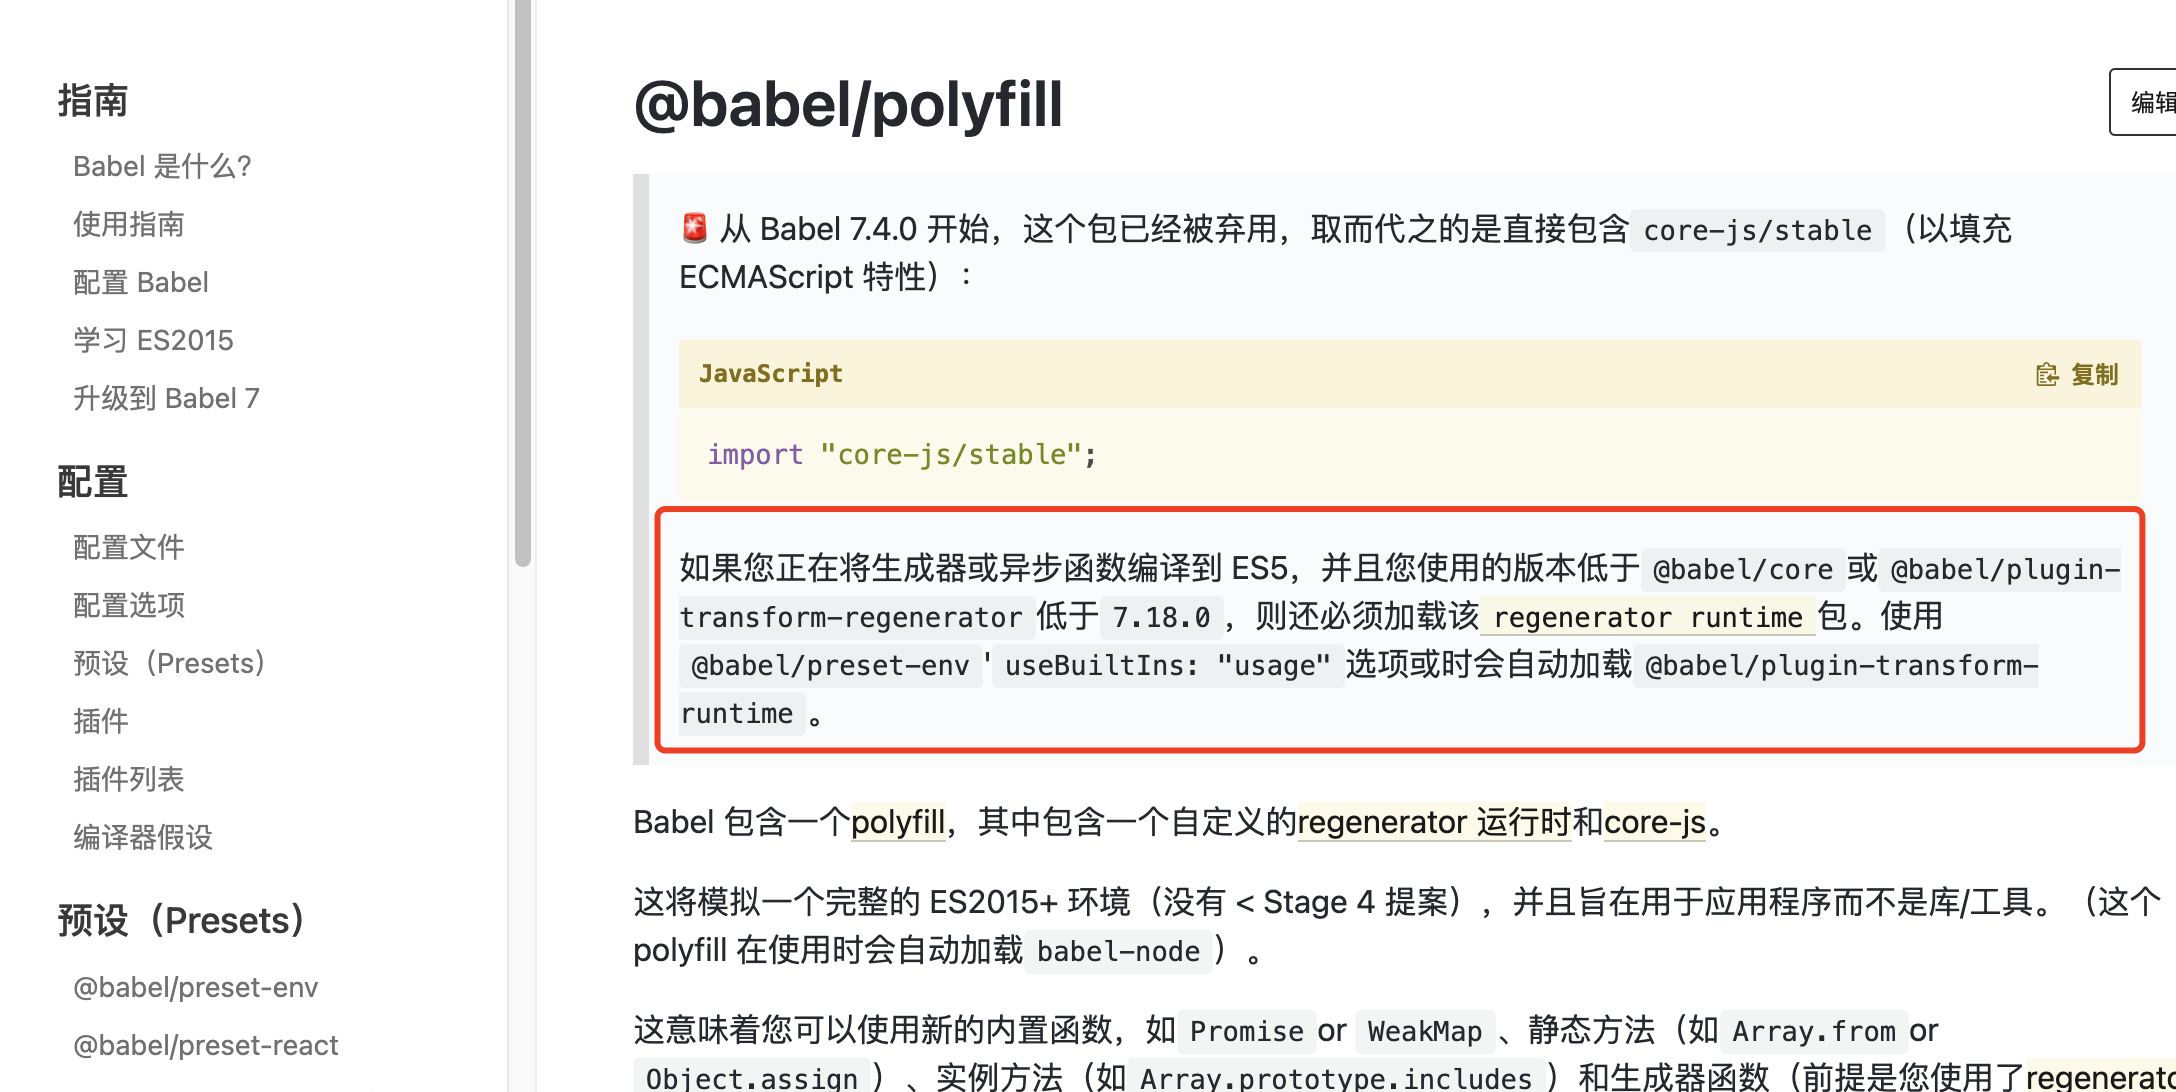 指南
Babel 是什么?
使用指南
配置 Babel
学习 ES2015
升级到 Babel 7
配置
配置文件
配置选项
预设（Presets）
插件
插件列表
编译器假设
预设（Presets）
@babel/preset-env
@babel/preset-react
@babel/polyfill
编辑
🚨 从 Babel 7.4.0 开始，这个包已经被弃用，取而代之的是直接包含 core-js/stable （以填充
ECMAScript 特性）：
JavaScript
复制
import "core-js/stable";
如果您正在将生成器或异步函数编译到 ES5，并且您使用的版本低于 @babel/core 或 @babel/plugin-
transform-regenerator 低于 7.18.0 ，则还必须加载该 regenerator runtime 包。使用
@babel/preset-env ' useBuiltIns: "usage" 选项或时会自动加载 @babel/plugin-transform-
runtime 。
Babel 包含一个polyfill，其中包含一个自定义的regenerator 运行时和core-js。
这将模拟一个完整的 ES2015+ 环境（没有 < Stage 4 提案），并且旨在用于应用程序而不是库/工具。（这个
polyfill 在使用时会自动加载 babel-node ）。
这意味着您可以使用新的内置函数，如 Promise or WeakMap 、静态方法（如 Array.from or
Object.assign ）、实例方法（如 Array.prototype.includes ）和生成器函数（前提是您使用了regenerato